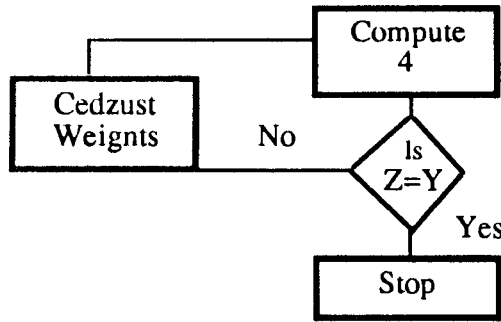 Compute
4
Cedzust
Weignts
No
Is
Z=Y
Yes
Stop